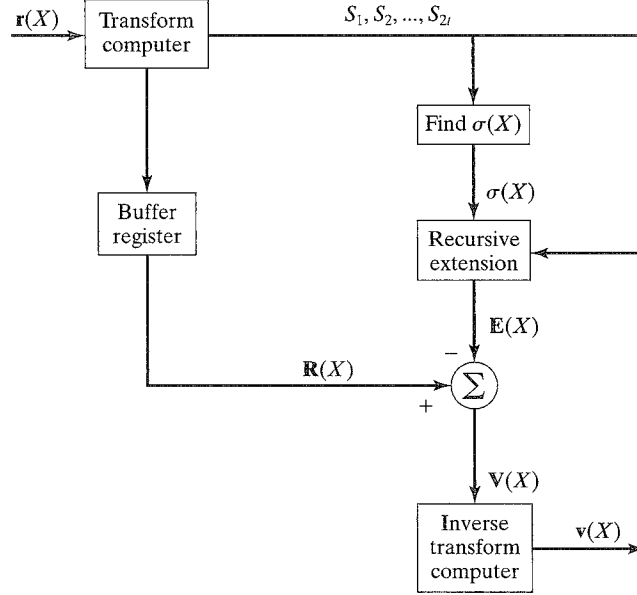 r(X)
Transform
computer
S₁, S₂, ..., S₂ₜ
Find σ(X)
σ(X)
Buffer
register
Recursive
extension
E(X)
−
R(X)
+
Σ
V(X)
Inverse
transform
computer
v(X)